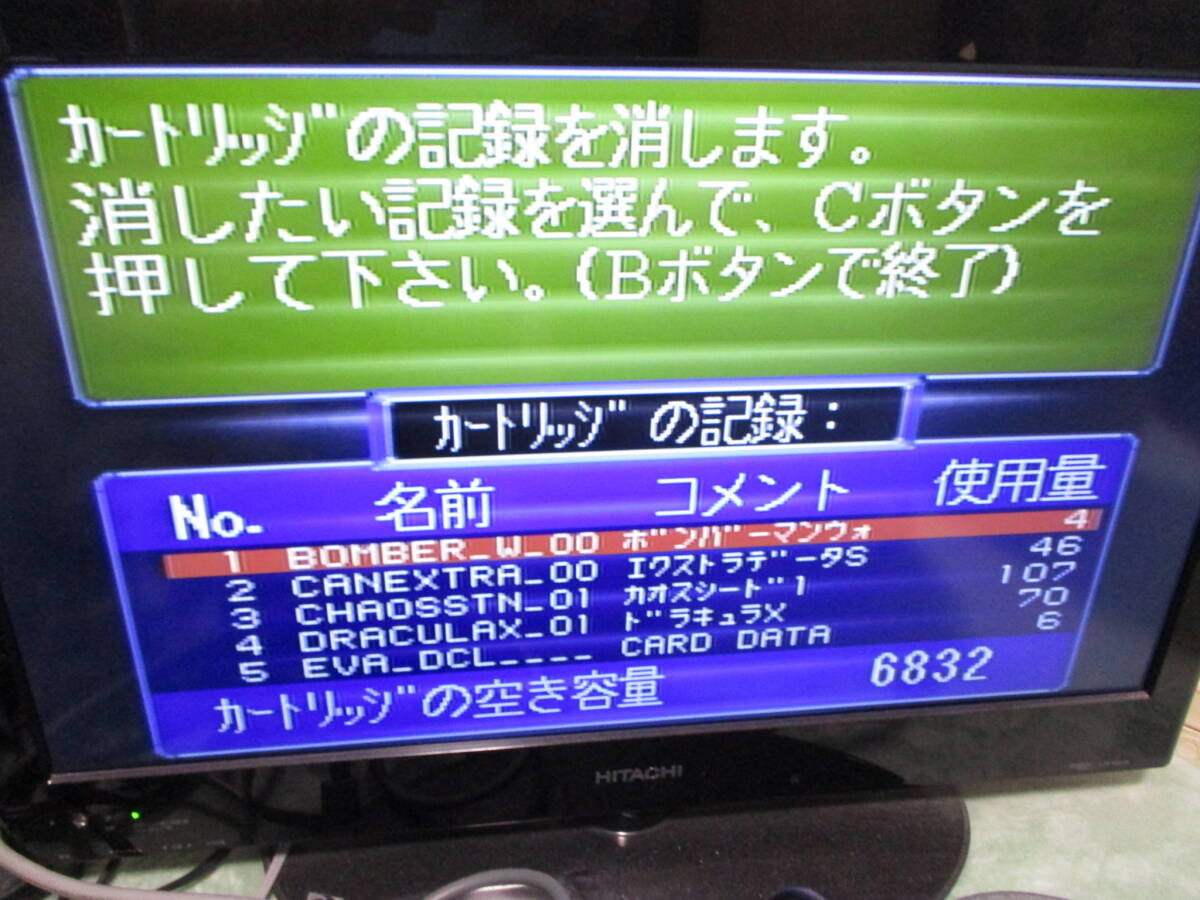 カートリッジの記録を消します。
消したい記録を選んで、Cボタンを
押して下さい。(Bボタンで終了)
カートリッジ の記録：
No. 名前 コメント 使用量
1 BOMBER_W_00 ボンバーマンウォ 4
2 CANEXTRA_00 エクストラデータS 46
3 CHAOSSTN_01 カオスシード1 107
4 DRACULAX_01 ドラキュラX 70
5 EVA_DCL____ CARD DATA 6
カートリッジの空き容量 6832
HITACHI